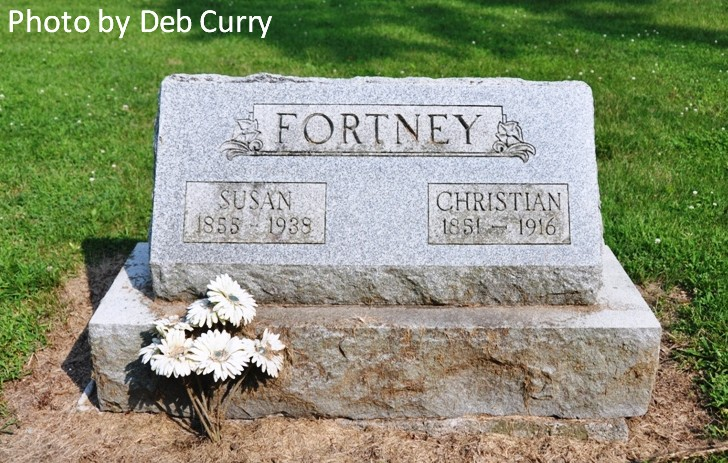 Photo by Deb Curry
FORTNEY
SUSAN
1855 - 1938
CHRISTIAN
1851 — 1916